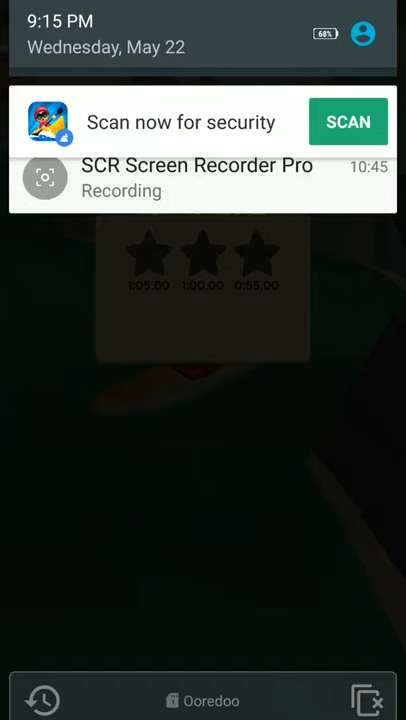 9:15 PM
68%
Wednesday, May 22
Scan now for security
SCAN
SCR Screen Recorder Pro
10:45
Recording
1:05.00 1:00.00 0:55.00
Ooredoo